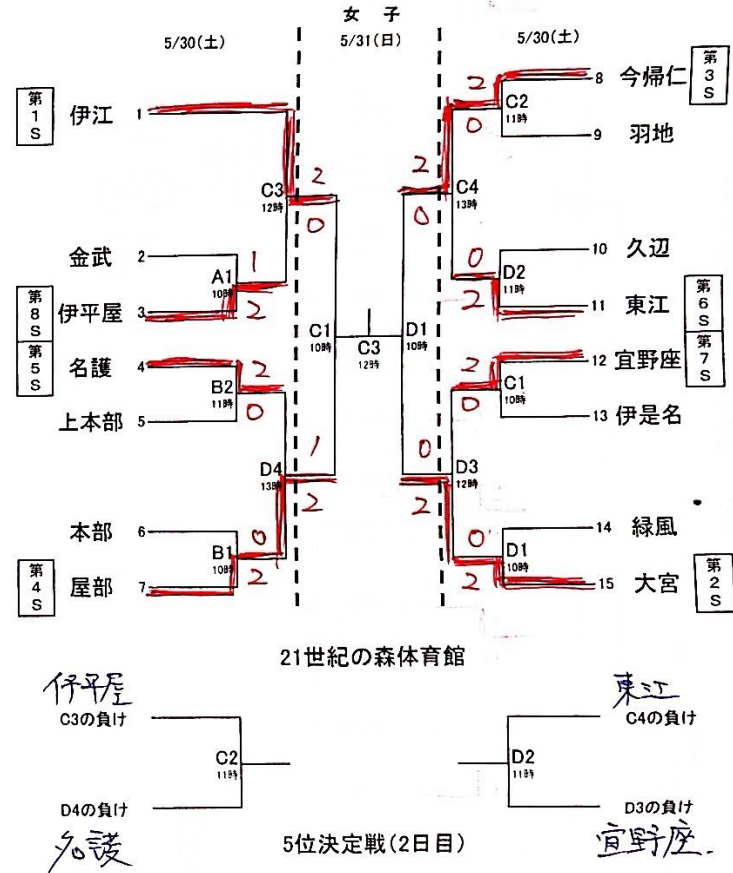 女 子
5/30(土)
5/31(日)
5/30(土)
第1S
伊江
1
C3
12時
2
0
金武
2
A1
10時
1
2
第8S
伊平屋
3
第5S
名護
4
B2
11時
2
0
上本部
5
D4
13時
1
2
本部
6
B1
10時
0
2
第4S
屋部
7
C1
10時
C3
12時
D1
10時
2
0
8
今帰仁
第3S
C2
11時
9
羽地
2
0
C4
13時
10
久辺
0
2
D2
11時
11
東江
第6S
2
0
12
宜野座
第7S
C1
10時
13
伊是名
0
2
D3
12時
14
緑風
0
2
D1
10時
15
大宮
第2S
21世紀の森体育館
伊平屋
C3の負け
C2
11時
D4の負け
名護
東江
C4の負け
D2
11時
D3の負け
宜野座.
5位決定戦(2日目)